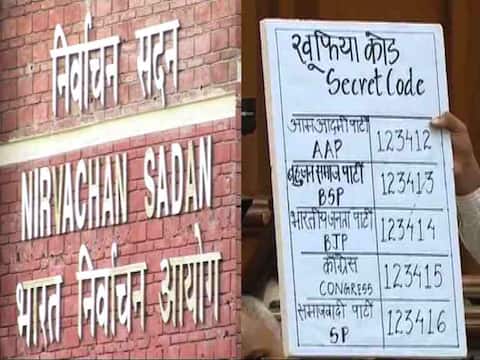 निर्वाचन सदन
NIRVACHAN SADAN
भारत निर्वाचन आयोग
खूफिया कोड
Secret Code
आम आदमी पार्टी
AAP
123412
बहुजन समाज पार्टी
BSP
123413
भारतीय जनता पार्टी
BJP
123414
कांग्रेस
CONGRESS
123415
समाजवादी पार्टी
SP
123416